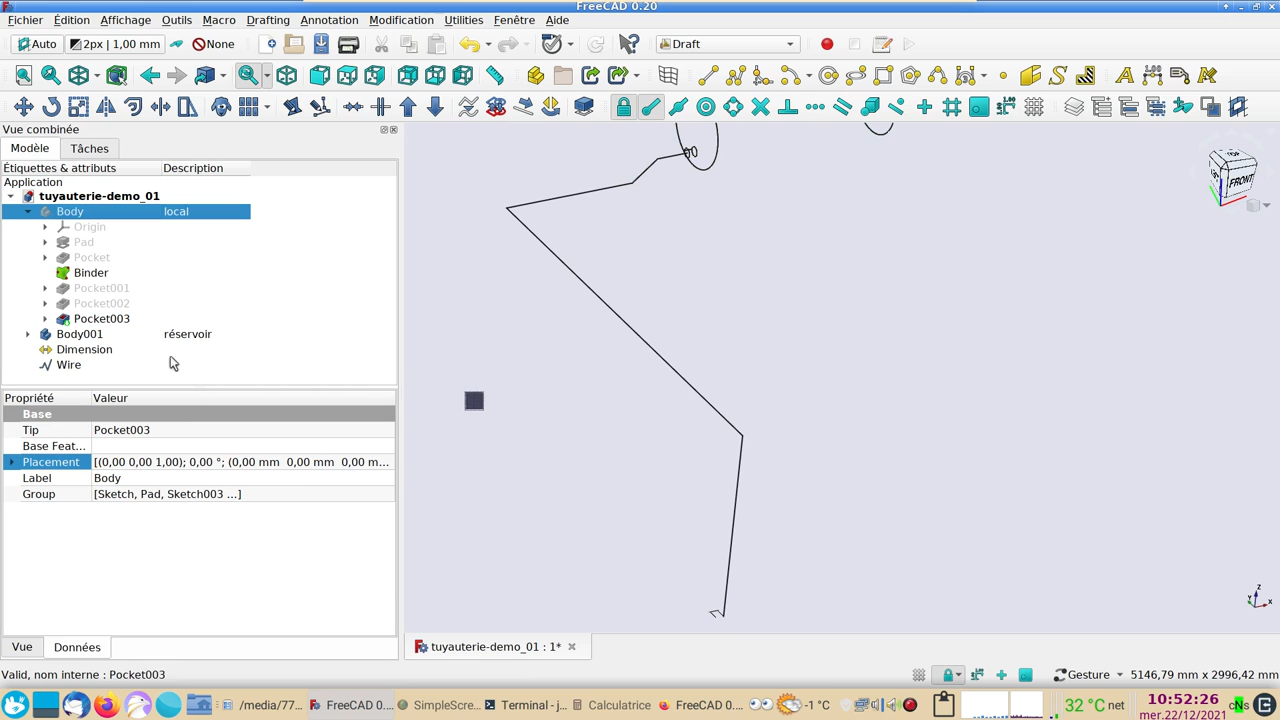 FreeCAD 0.20
Fichier Édition Affichage Outils Macro Drafting Annotation Modification Utilities Fenêtre Aide
Auto 2px | 1,00 mm None Draft
Vue combinée
Modèle Tâches
Étiquettes & attributs Description
Application
tuyauterie-demo_01
Body local
Origin
Pad
Pocket
Binder
Pocket001
Pocket002
Pocket003
Body001 réservoir
Dimension
Wire
Propriété Valeur
Base
Tip Pocket003
Base Feat...
Placement [(0,00 0,00 1,00); 0,00 °; (0,00 mm 0,00 mm 0,00 m...
Label Body
Group [Sketch, Pad, Sketch003 ...]
Vue Données
TOP
FRONT
Z
Y
X
tuyauterie-demo_01 : 1*
Valid, nom interne : Pocket003 Gesture 5146,79 mm x 2996,42 mm
/media/77... FreeCAD 0.... SimpleScre... Terminal - j... Calculatrice FreeCAD 0.... -1 °C 32 °C net 10:52:26
mer.22/12/2021